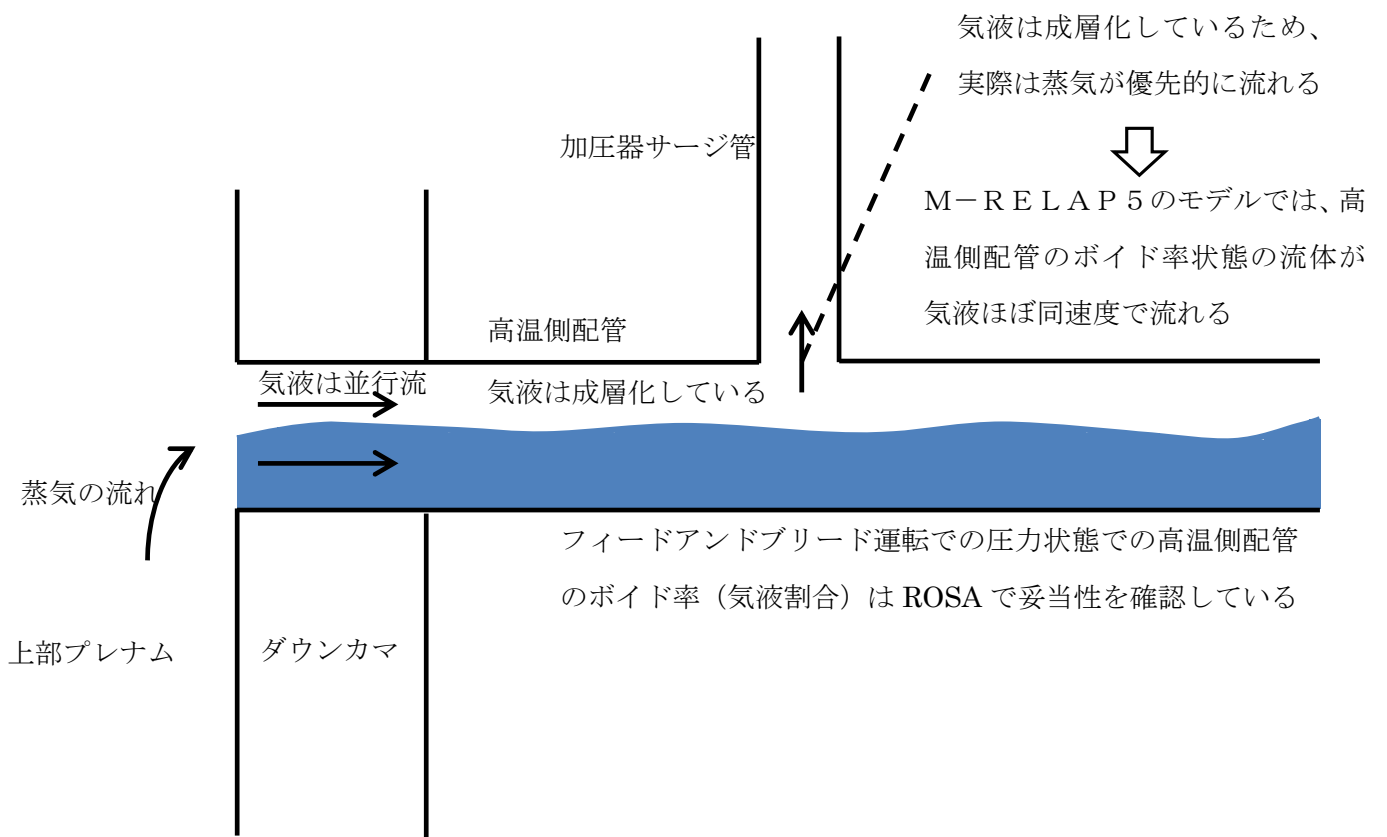 気液は成層化しているため、
実際は蒸気が優先的に流れる
加圧器サージ管
M－ＲＥＬＡＰ５のモデルでは、高
温側配管のボイド率状態の流体が
気液ほぼ同速度で流れる
高温側配管
気液は並行流
気液は成層化している
蒸気の流れ
フィードアンドブリード運転での圧力状態での高温側配管
のボイド率（気液割合）は ROSA で妥当性を確認している
上部プレナム
ダウンカマ